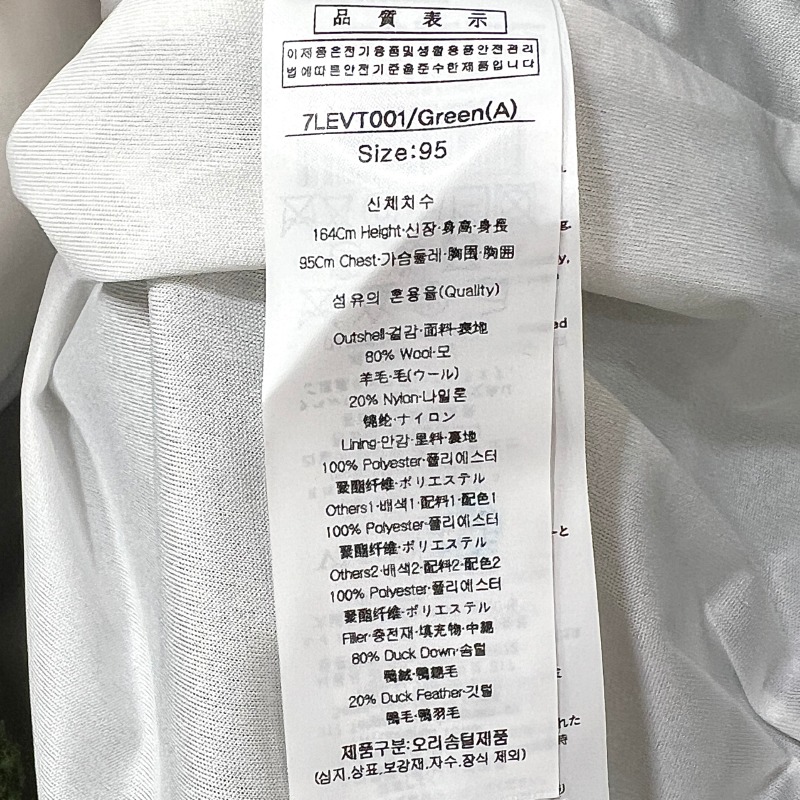 品質表示
이제품은전기용품및생활용품안전관리
법에따른안전기준을준수한제품입니다
7LEVT001/Green(A)
Size:95
신체치수
164Cm Height·신장·身高·身長
95Cm Chest·가슴둘레·胸围·胸囲
섬유의 혼용율(Quality)
Outshell·겉감·面料·表地
80% Wool·모
羊毛·毛(ウール)
20% Nylon·나일론
锦纶·ナイロン
Lining·안감·里料·裏地
100% Polyester·폴리에스터
聚酯纤维·ポリエステル
Others1·배색1·配料1·配色1
100% Polyester·폴리에스터
聚酯纤维·ポリエステル
Others2·배색2·配料2·配色2
100% Polyester·폴리에스터
聚酯纤维·ポリエステル
Filler·충전재·填充物·中綿
80% Duck Down·솜털
鸭绒·鴨綿毛
20% Duck Feather·깃털
鸭毛·鴨羽毛
제품구분:오리솜털제품
(심지,상표,보강재,자수,장식 제외)